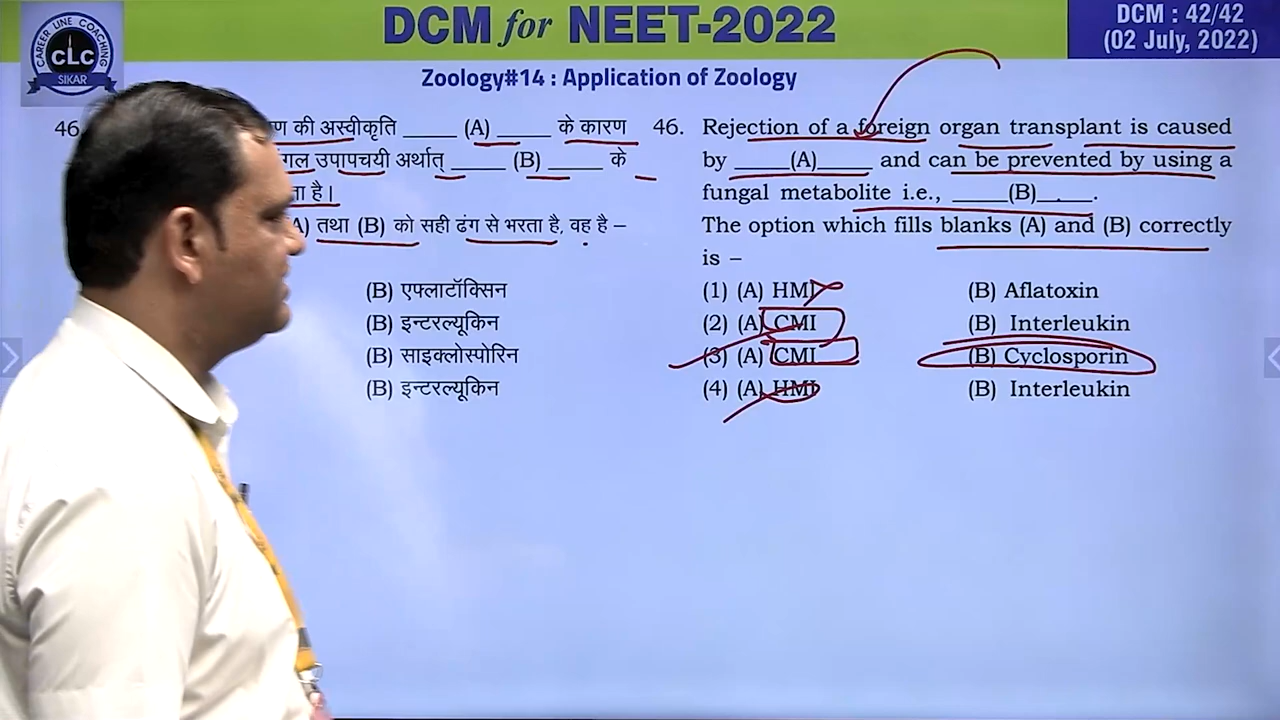 DCM for NEET-2022
DCM : 42/42
(02 July, 2022)
CAREER LINE COACHING
CLC
SIKAR
Zoology#14 : Application of Zoology
46
की अस्वीकृति _____ (A) _____ के कारण
उपापचयी अर्थात् _____ (B) _____ के
है।
A) तथा (B) को सही ढंग से भरता है, वह है –
(B) एफ्लाटॉक्सिन
(B) इन्टरल्यूकिन
(B) साइक्लोस्पोरिन
(B) इन्टरल्यूकिन
46. Rejection of a foreign organ transplant is caused
by _____(A)_____ and can be prevented by using a
fungal metabolite i.e., _____(B)_____.
The option which fills blanks (A) and (B) correctly
is –
(1) (A) HMI (B) Aflatoxin
(2) (A) CMI (B) Interleukin
(3) (A) CMI (B) Cyclosporin
(4) (A) HMI (B) Interleukin